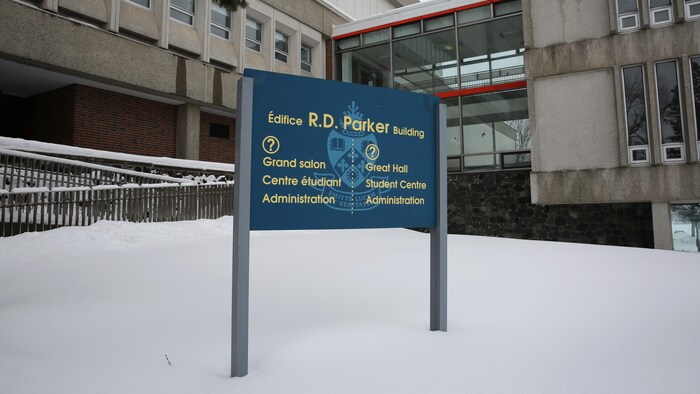 Édifice R.D. Parker Building
? ?
Grand salon Great Hall
Centre étudiant Student Centre
Administration Administration